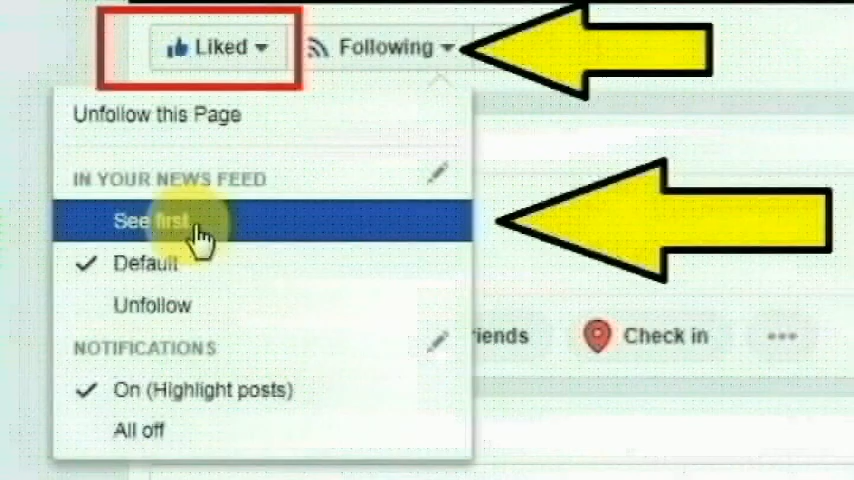 Liked Following
Unfollow this Page
IN YOUR NEWS FEED
See first
Default
Unfollow
riends Check in
NOTIFICATIONS
On (Highlight posts)
All off